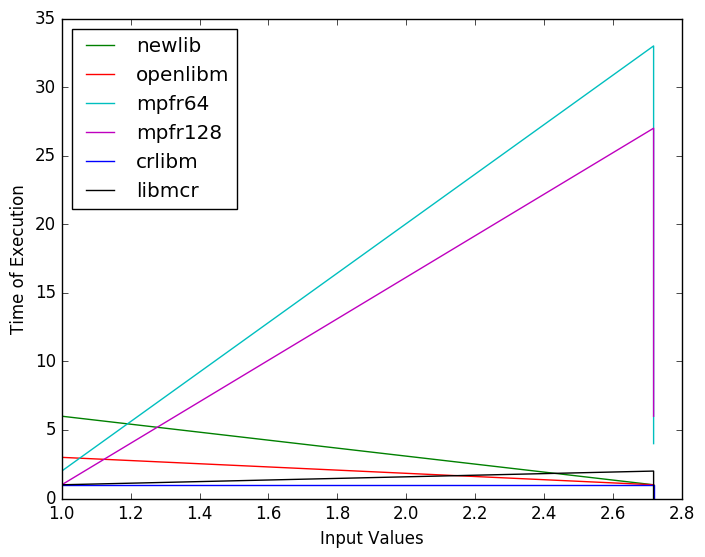 35
30
25
20
15
10
5
0
newlib
openlibm
mpfr64
mpfr128
crlibm
libmcr
Time of Execution
1.0 1.2 1.4 1.6 1.8 2.0 2.2 2.4 2.6 2.8
Input Values